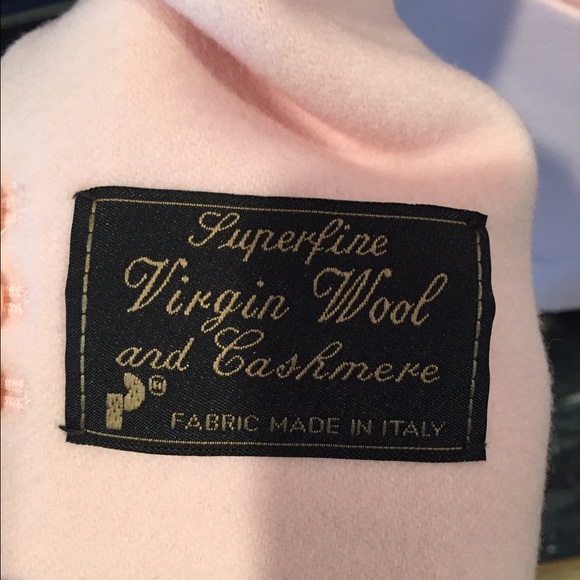 Superfine
Virgin Wool
and Cashmere
FABRIC MADE IN ITALY